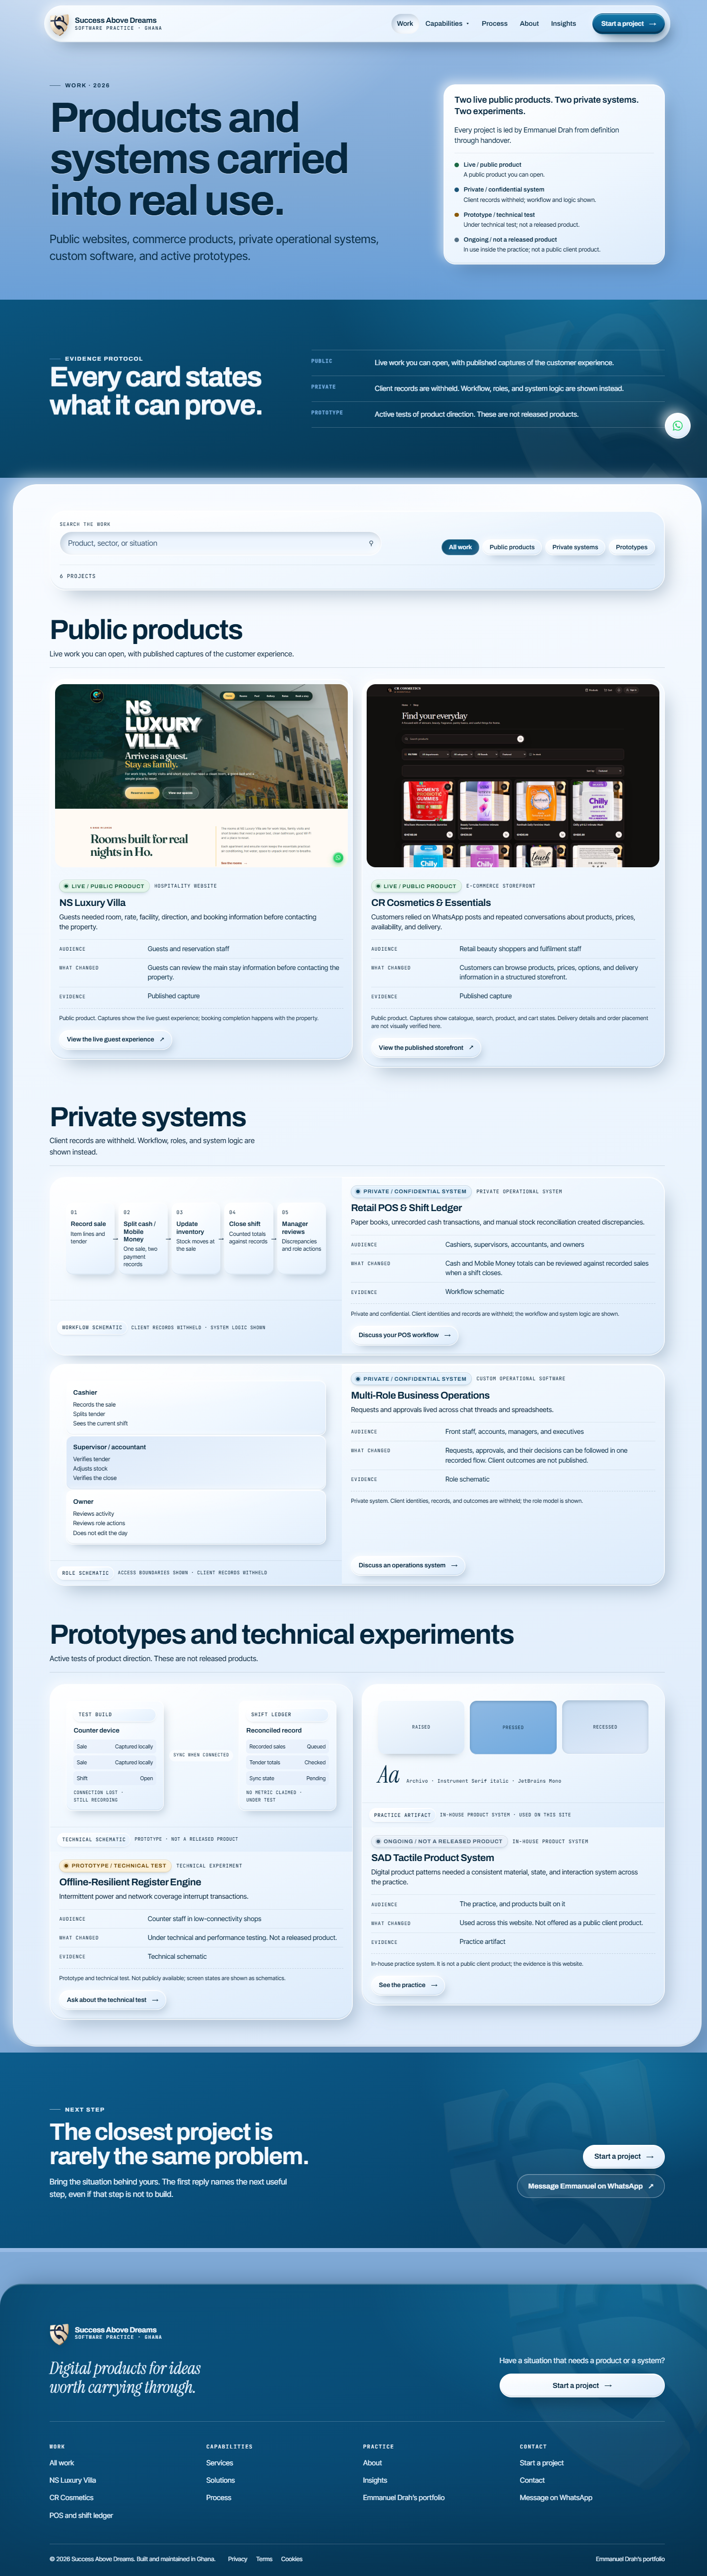 Success Above Dreams
SOFTWARE PRACTICE · GHANA
Work
Capabilities
Process
About
Insights
Start a project →
WORK · 2026
Products and
systems carried
into real use.
Public websites, commerce products, private operational systems,
custom software, and active prototypes.
Two live public products. Two private systems.
Two experiments.
Every project is led by Emmanuel Drah from definition
through handover.
Live / public product
A public product you can open.
Private / confidential system
Client records withheld; workflow and logic shown.
Prototype / technical test
Under technical test; not a released product.
Ongoing / not a released product
In use inside the practice; not a public client product.
EVIDENCE PROTOCOL
Every card states
what it can prove.
PUBLIC
Live work you can open, with published captures of the customer experience.
PRIVATE
Client records are withheld. Workflow, roles, and system logic are shown instead.
PROTOTYPE
Active tests of product direction. These are not released products.
SEARCH THE WORK
Product, sector, or situation
All work
Public products
Private systems
Prototypes
6 PROJECTS
Public products
Live work you can open, with published captures of the customer experience.
NS
LUXURY
VILLA
Arrive as a guest.
Stay as family.
Rooms built for real
nights in Ho.
LIVE / PUBLIC PRODUCT
HOSPITALITY WEBSITE
NS Luxury Villa
Guests needed room, rate, facility, direction, and booking information before contacting
the property.
AUDIENCE
Guests and reservation staff
WHAT CHANGED
Guests can review the main stay information before contacting the
property.
EVIDENCE
Published capture
Public product. Captures show the live guest experience; booking completion happens with the property.
View the live guest experience ↗
CR COSMETICS
Find your everyday
LIVE / PUBLIC PRODUCT
E-COMMERCE STOREFRONT
CR Cosmetics & Essentials
Customers relied on WhatsApp posts and repeated conversations about products, prices,
availability, and delivery.
AUDIENCE
Retail beauty shoppers and fulfilment staff
WHAT CHANGED
Customers can browse products, prices, options, and delivery
information in a structured storefront.
EVIDENCE
Published capture
Public product. Captures show catalogue, search, product, and cart states. Delivery details and order placement
are not visually verified here.
View the published storefront ↗
Private systems
Client records are withheld. Workflow, roles, and system logic are
shown instead.
01
Record sale
Item lines and
tender
→
02
Split cash /
Mobile
Money
One sale, two
payment
records
→
03
Update
inventory
Stock moves at
the sale
→
04
Close shift
Counted totals
against records
→
05
Manager
reviews
Discrepancies
and role actions
WORKFLOW SCHEMATIC
CLIENT RECORDS WITHHELD · SYSTEM LOGIC SHOWN
PRIVATE / CONFIDENTIAL SYSTEM
PRIVATE OPERATIONAL SYSTEM
Retail POS & Shift Ledger
Paper books, unrecorded cash transactions, and manual stock reconciliation created discrepancies.
AUDIENCE
Cashiers, supervisors, accountants, and owners
WHAT CHANGED
Cash and Mobile Money totals can be reviewed against recorded sales
when a shift closes.
EVIDENCE
Workflow schematic
Private and confidential. Client identities and records are withheld; the workflow and system logic are shown.
Discuss your POS workflow →
Cashier
Records the sale
Splits tender
Sees the current shift
Supervisor / accountant
Verifies tender
Adjusts stock
Verifies the close
Owner
Reviews activity
Reviews role actions
Does not edit the day
ROLE SCHEMATIC
ACCESS BOUNDARIES SHOWN · CLIENT RECORDS WITHHELD
PRIVATE / CONFIDENTIAL SYSTEM
CUSTOM OPERATIONAL SOFTWARE
Multi-Role Business Operations
Requests and approvals lived across chat threads and spreadsheets.
AUDIENCE
Front staff, accounts, managers, and executives
WHAT CHANGED
Requests, approvals, and their decisions can be followed in one
recorded flow. Client outcomes are not published.
EVIDENCE
Role schematic
Private system. Client identities, records, and outcomes are withheld; the role model is shown.
Discuss an operations system →
Prototypes and technical experiments
Active tests of product direction. These are not released products.
TEST BUILD
Counter device
Sale Captured locally
Sale Captured locally
Shift Open
CONNECTION LOST ·
STILL RECORDING
SYNC WHEN CONNECTED
SHIFT LEDGER
Reconciled record
Recorded sales Queued
Tender totals Checked
Sync state Pending
NO METRIC CLAIMED ·
UNDER TEST
TECHNICAL SCHEMATIC
PROTOTYPE · NOT A RELEASED PRODUCT
PROTOTYPE / TECHNICAL TEST
TECHNICAL EXPERIMENT
Offline-Resilient Register Engine
Intermittent power and network coverage interrupt transactions.
AUDIENCE
Counter staff in low-connectivity shops
WHAT CHANGED
Under technical and performance testing. Not a released product.
EVIDENCE
Technical schematic
Prototype and technical test. Not publicly available; screen states are shown as schematics.
Ask about the technical test →
RAISED
PRESSED
RECESSED
Aa
Archivo · Instrument Serif italic · JetBrains Mono
PRACTICE ARTIFACT
IN-HOUSE PRODUCT SYSTEM · USED ON THIS SITE
ONGOING / NOT A RELEASED PRODUCT
IN-HOUSE PRODUCT SYSTEM
SAD Tactile Product System
Digital product patterns needed a consistent material, state, and interaction system across
the practice.
AUDIENCE
The practice, and products built on it
WHAT CHANGED
Used across this website. Not offered as a public client product.
EVIDENCE
Practice artifact
In-house practice system. It is not a public client product; the evidence is this website.
See the practice →
NEXT STEP
The closest project is
rarely the same problem.
Bring the situation behind yours. The first reply names the next useful
step, even if that step is not to build.
Start a project →
Message Emmanuel on WhatsApp ↗
Success Above Dreams
SOFTWARE PRACTICE · GHANA
Digital products for ideas
worth carrying through.
Have a situation that needs a product or a system?
Start a project →
WORK
All work
NS Luxury Villa
CR Cosmetics
POS and shift ledger
CAPABILITIES
Services
Solutions
Process
PRACTICE
About
Insights
Emmanuel Drah's portfolio
CONTACT
Start a project
Contact
Message on WhatsApp
© 2026 Success Above Dreams. Built and maintained in Ghana.
Privacy
Terms
Cookies
Emmanuel Drah's portfolio